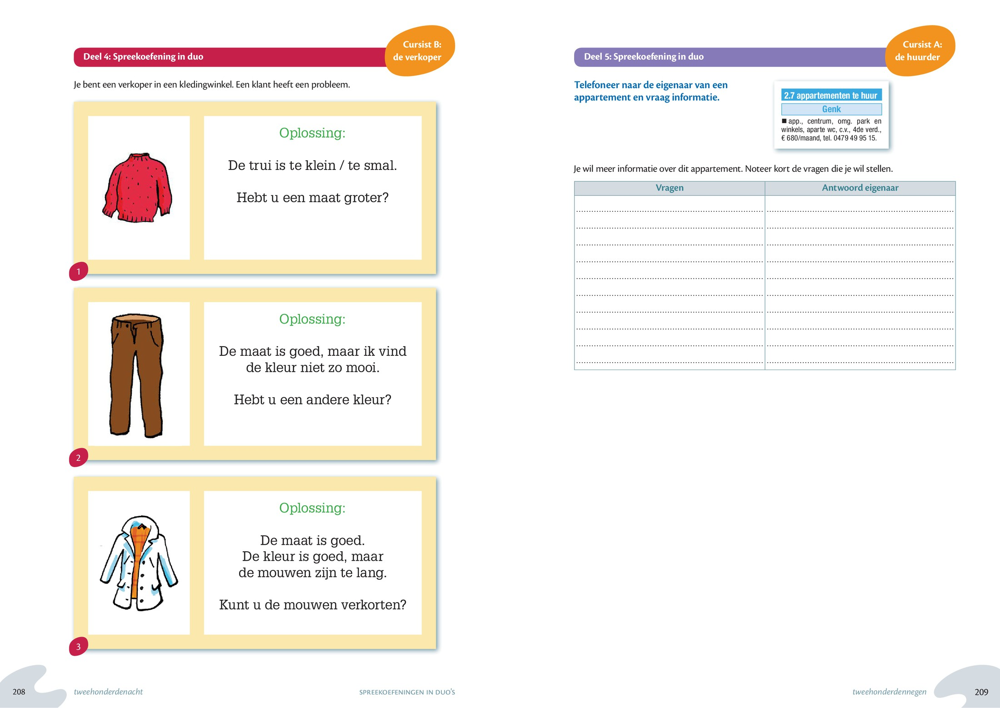 Deel 4: Spreekoefening in duo
Cursist B:
de verkoper
Je bent een verkoper in een kledingwinkel. Een klant heeft een probleem.
Oplossing:
De trui is te klein / te smal.
Hebt u een maat groter?
1
Oplossing:
De maat is goed, maar ik vind
de kleur niet zo mooi.
Hebt u een andere kleur?
2
Oplossing:
De maat is goed.
De kleur is goed, maar
de mouwen zijn te lang.
Kunt u de mouwen verkorten?
3
208
tweehonderdenacht
SPREEKOEFENINGEN IN DUO'S
Deel 5: Spreekoefening in duo
Cursist A:
de huurder
Telefoneer naar de eigenaar van een
appartement en vraag informatie.
2.7 appartementen te huur
Genk
■ app., centrum, omg. park en
winkels, aparte wc, c.v., 4de verd.,
€ 680/maand, tel. 0479 49 95 15.
Je wil meer informatie over dit appartement. Noteer kort de vragen die je wil stellen.
Vragen
Antwoord eigenaar
tweehonderdennegen
209